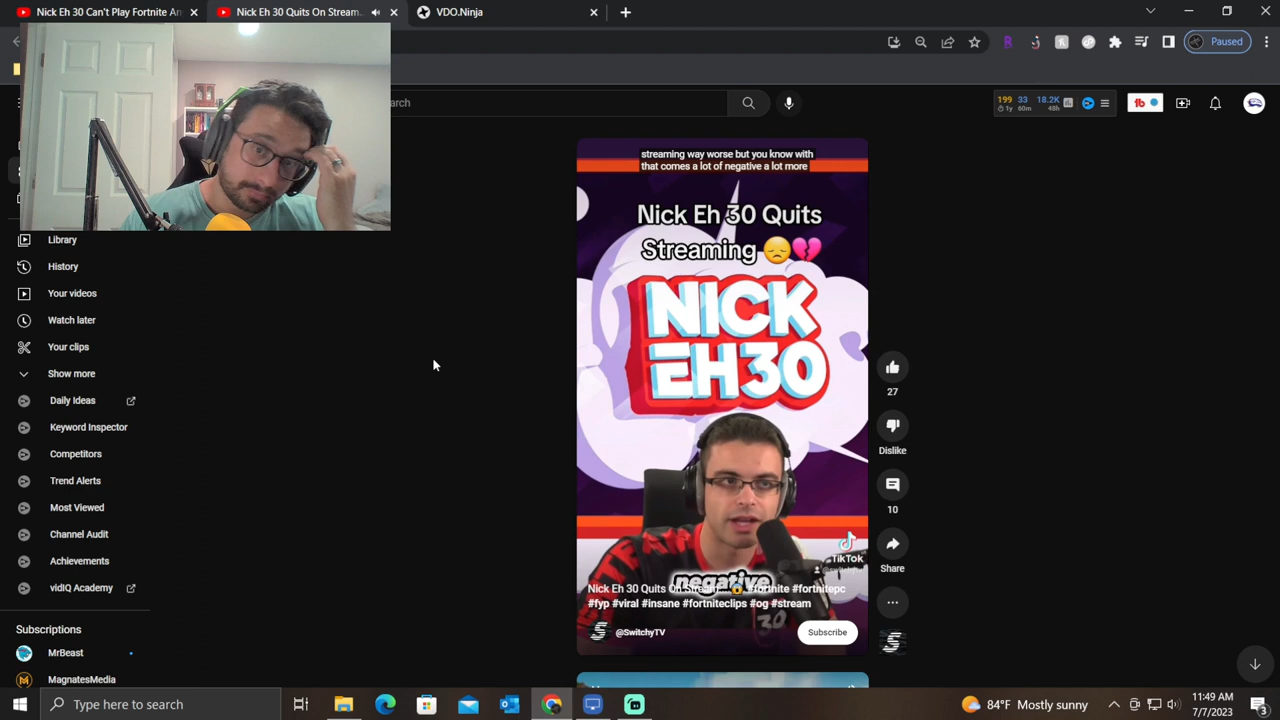 Nick Eh 30 Can't Play Fortnite An
Nick Eh 30 Quits On Stream.
VDO.Ninja
Paused
arch
199 33 18.2K
1y 60m 48h
Library
History
Your videos
Watch later
Your clips
Show more
Daily Ideas
Keyword Inspector
Competitors
Trend Alerts
Most Viewed
Channel Audit
Achievements
vidIQ Academy
Subscriptions
MrBeast
MagnatesMedia
streaming way worse but you know with
that comes a lot of negative a lot more
Nick Eh 30 Quits
Streaming 😞💔
NICK
EH30
TikTok
negative
Nick Eh 30 Quits On Stream... 😱 #fortnite #fortnitepc
#fyp #viral #insane #fortniteclips #og #stream
@SwitchyTV
Subscribe
27
Dislike
10
Share
Type here to search
84°F Mostly sunny
11:49 AM
7/7/2023
3